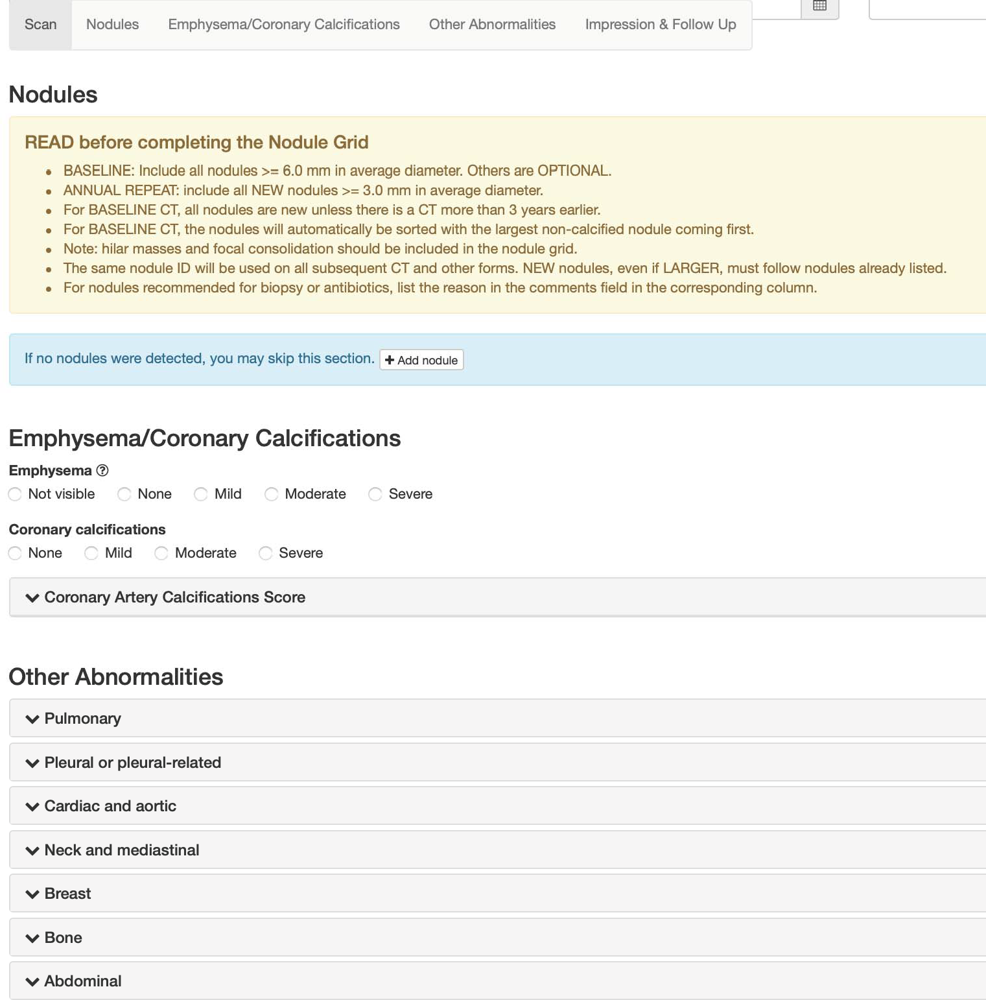 Scan Nodules Emphysema/Coronary Calcifications Other Abnormalities Impression & Follow Up
Nodules
READ before completing the Nodule Grid
• BASELINE: Include all nodules >= 6.0 mm in average diameter. Others are OPTIONAL.
• ANNUAL REPEAT: include all NEW nodules >= 3.0 mm in average diameter.
• For BASELINE CT, all nodules are new unless there is a CT more than 3 years earlier.
• For BASELINE CT, the nodules will automatically be sorted with the largest non-calcified nodule coming first.
• Note: hilar masses and focal consolidation should be included in the nodule grid.
• The same nodule ID will be used on all subsequent CT and other forms. NEW nodules, even if LARGER, must follow nodules already listed.
• For nodules recommended for biopsy or antibiotics, list the reason in the comments field in the corresponding column.
If no nodules were detected, you may skip this section. + Add nodule
Emphysema/Coronary Calcifications
Emphysema ?
Not visible None Mild Moderate Severe
Coronary calcifications
None Mild Moderate Severe
Coronary Artery Calcifications Score
Other Abnormalities
Pulmonary
Pleural or pleural-related
Cardiac and aortic
Neck and mediastinal
Breast
Bone
Abdominal